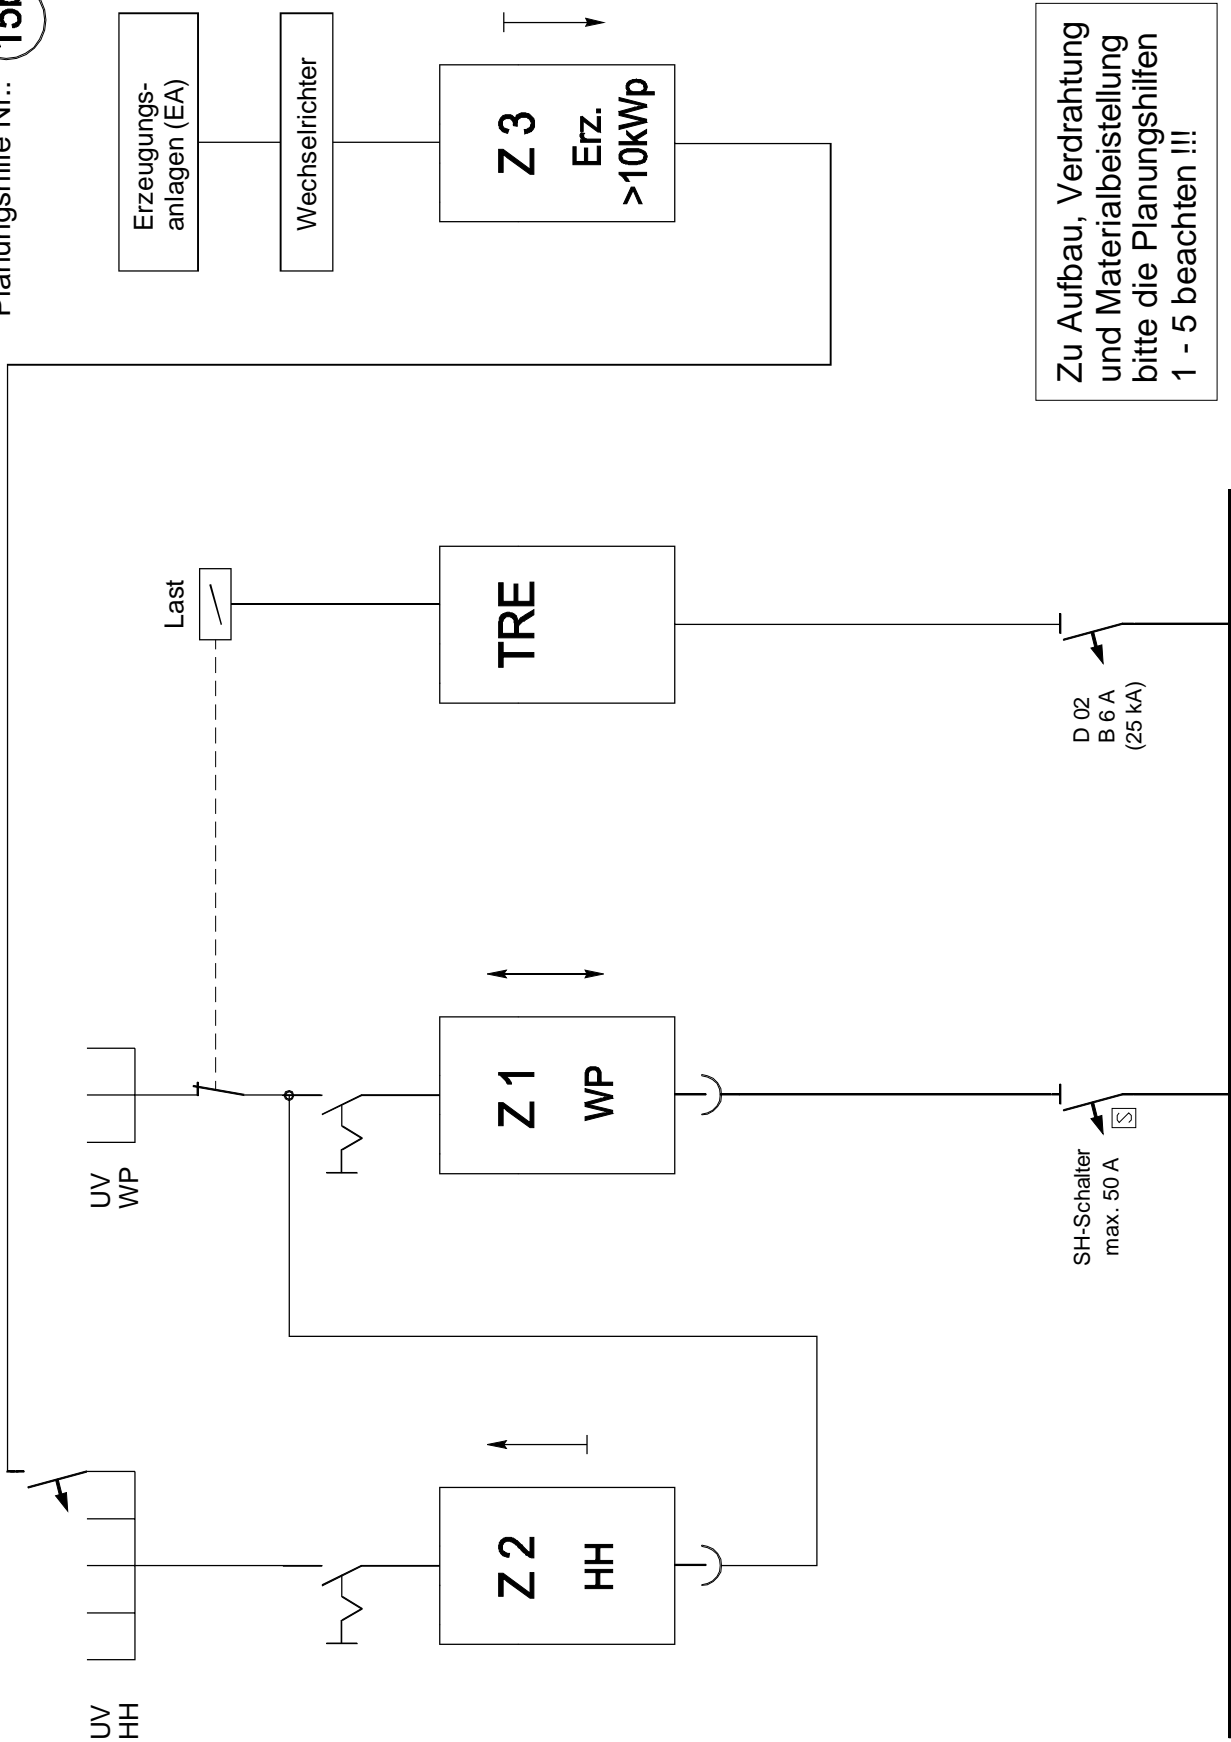 Planungshilfe Nr.:
Erzeugungs-
anlagen (EA)
Wechselrichter
Z 3
Erz.
>10kWp
Last
TRE
D 02
B 6 A
(25 kA)
UV
WP
Z 1
WP
SH-Schalter
max. 50 A
S
UV
HH
Z 2
HH
Zu Aufbau, Verdrahtung
und Materialbeistellung
bitte die Planungshilfen
1 - 5 beachten !!!